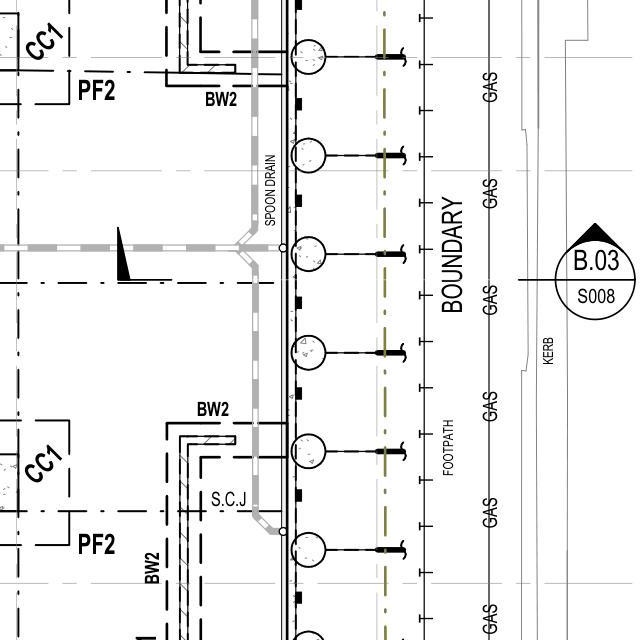 CC1
PF2
BW2
SPOON DRAIN
BOUNDARY
GAS
GAS
GAS
GAS
GAS
GAS
B.03
S008
KERB
FOOTPATH
BW2
CC1
S.C.J
PF2
BW2